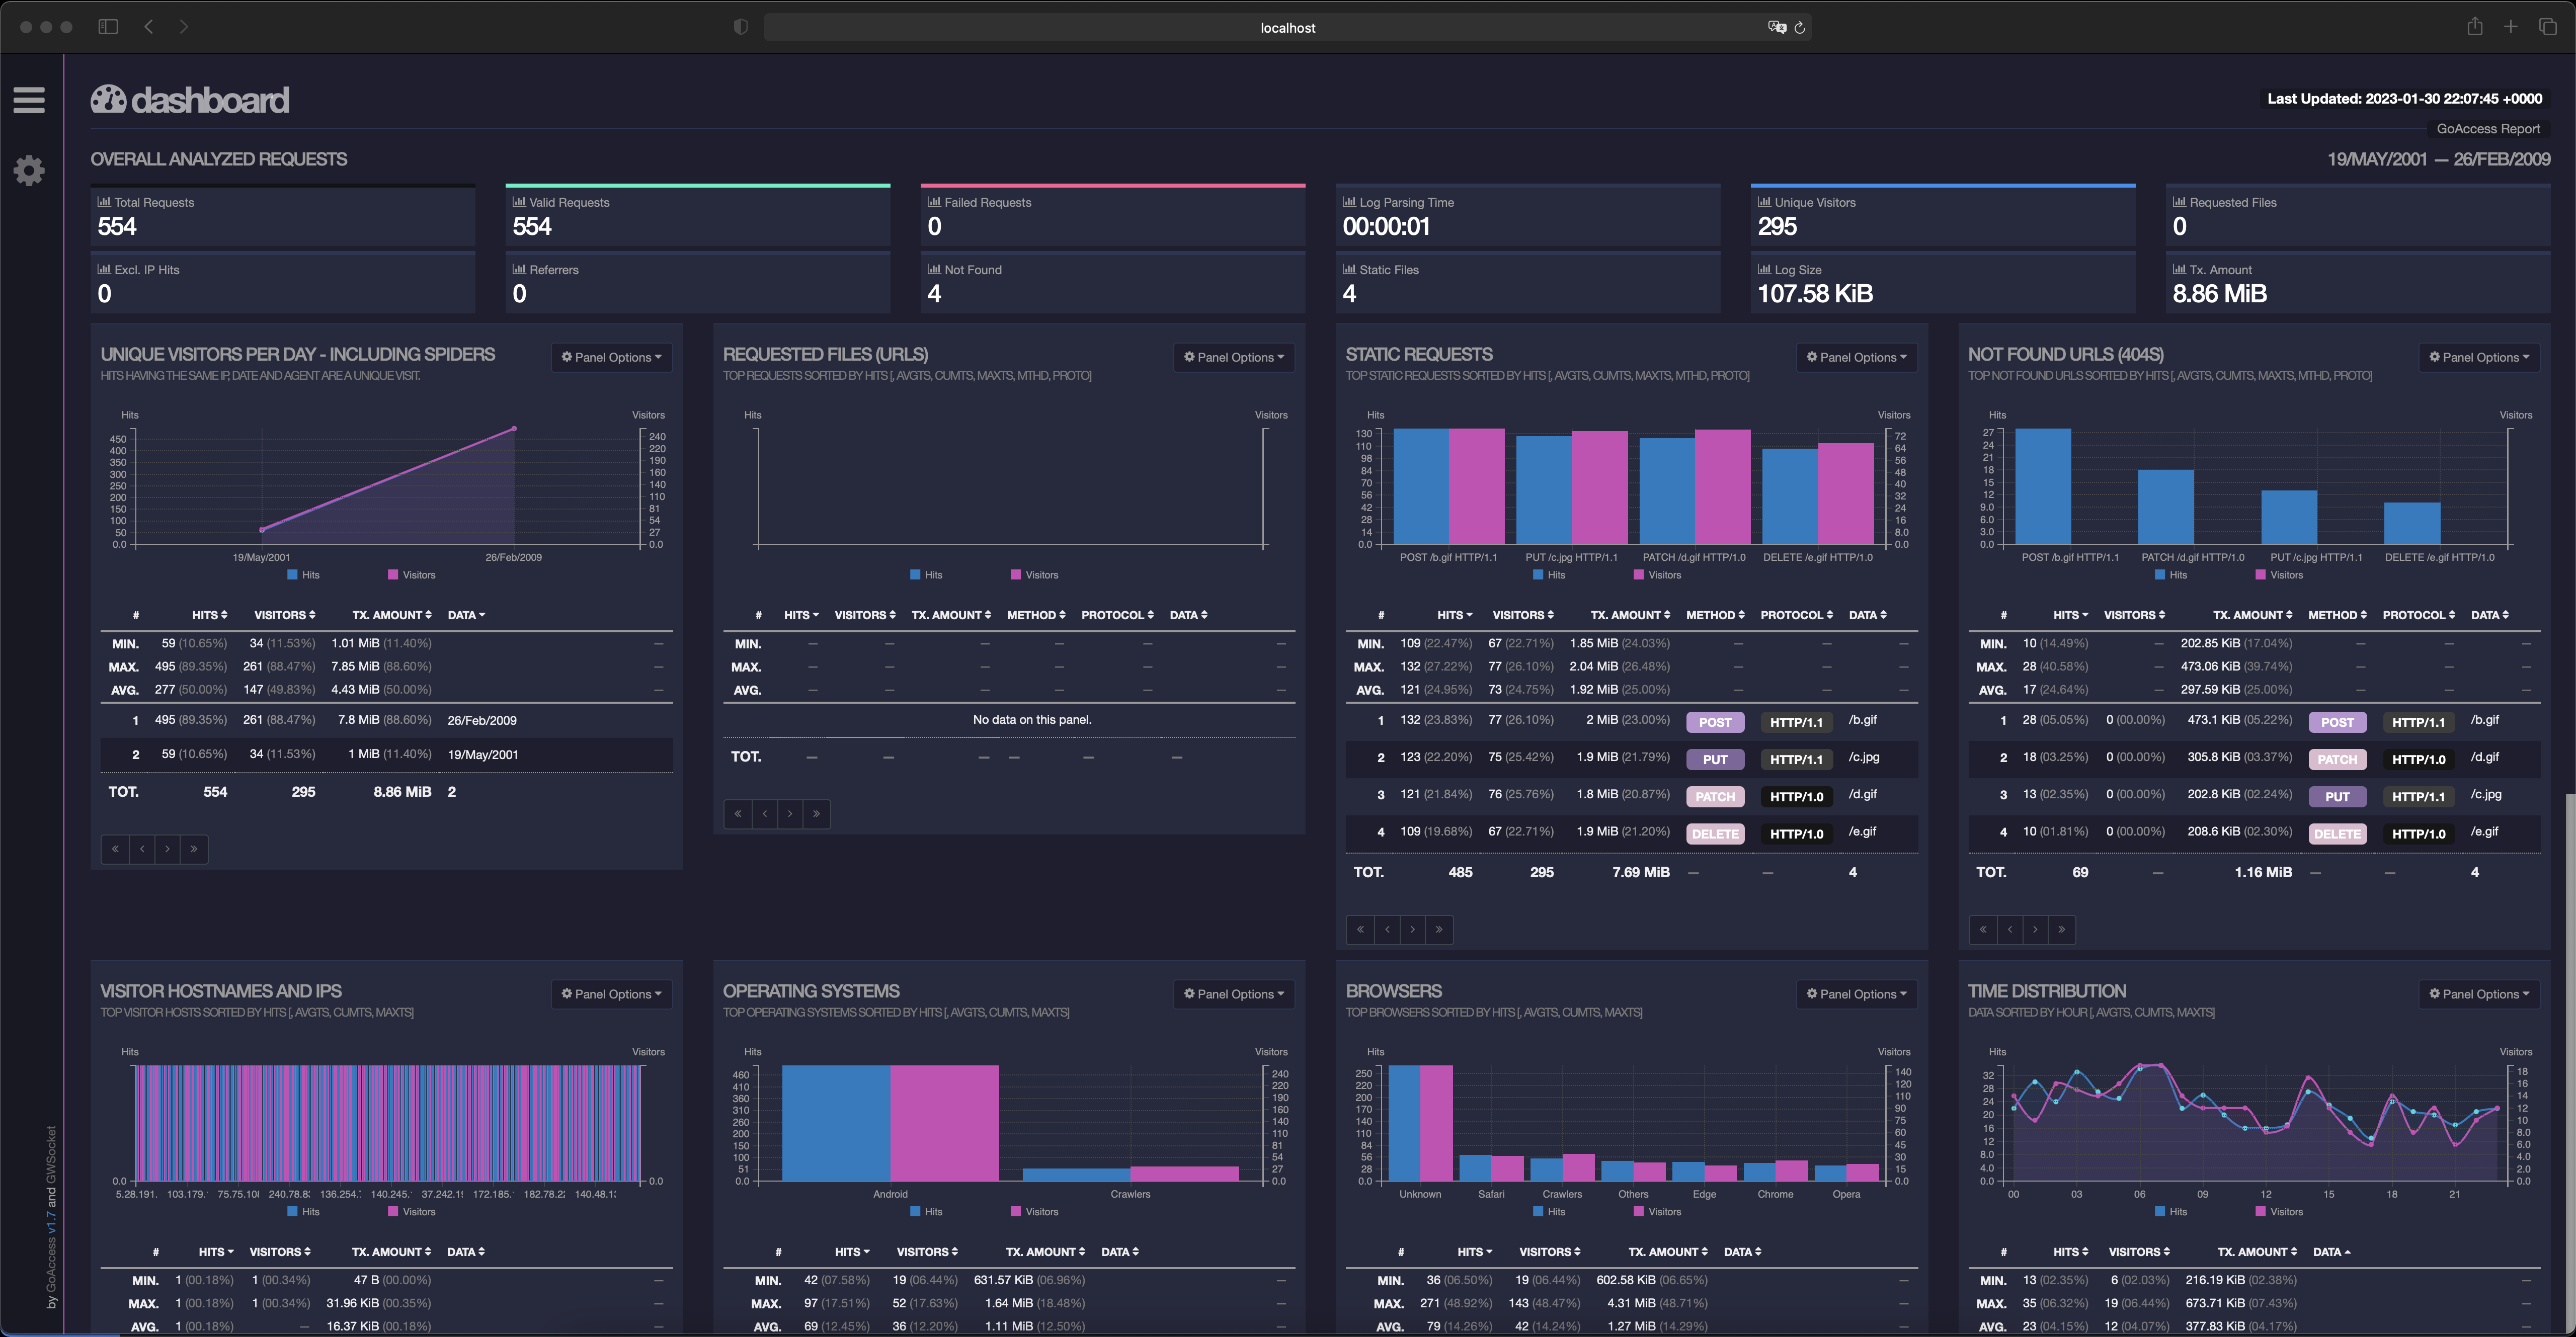 localhost
dashboard
Last Updated: 2023-01-30 22:07:45 +0000
GoAccess Report
OVERALL ANALYZED REQUESTS
19/MAY/2001 — 26/FEB/2009
Total Requests
554
Valid Requests
554
Failed Requests
0
Log Parsing Time
00:00:01
Unique Visitors
295
Requested Files
0
Excl. IP Hits
0
Referrers
0
Not Found
4
Static Files
4
Log Size
107.58 KiB
Tx. Amount
8.86 MiB
UNIQUE VISITORS PER DAY - INCLUDING SPIDERS
Panel Options
HITS HAVING THE SAME IP, DATE AND AGENT ARE A UNIQUE VISIT.
Hits Visitors
450 240
400 220
350 190
300 160
250 140
200 110
150 81
100 54
50 27
0.0 0.0
19/May/2001 26/Feb/2009
Hits Visitors
# HITS VISITORS TX. AMOUNT DATA
MIN. 59 (10.65%) 34 (11.53%) 1.01 MiB (11.40%) —
MAX. 495 (89.35%) 261 (88.47%) 7.85 MiB (88.60%) —
AVG. 277 (50.00%) 147 (49.83%) 4.43 MiB (50.00%) —
1 495 (89.35%) 261 (88.47%) 7.8 MiB (88.60%) 26/Feb/2009
2 59 (10.65%) 34 (11.53%) 1 MiB (11.40%) 19/May/2001
TOT. 554 295 8.86 MiB 2
« ‹ › »
REQUESTED FILES (URLS)
Panel Options
TOP REQUESTS SORTED BY HITS [, AVGTS, CUMTS, MAXTS, MTHD, PROTO]
Hits Visitors
Hits Visitors
# HITS VISITORS TX. AMOUNT METHOD PROTOCOL DATA
MIN. — — — — — —
MAX. — — — — — —
AVG. — — — — — —
No data on this panel.
TOT. — — — — — —
« ‹ › »
STATIC REQUESTS
Panel Options
TOP STATIC REQUESTS SORTED BY HITS [, AVGTS, CUMTS, MAXTS, MTHD, PROTO]
Hits Visitors
130 72
110 64
98 56
84 48
70 40
56 32
42 24
28 16
14 8.0
0.0 0.0
POST /b.gif HTTP/1.1 PUT /c.jpg HTTP/1.1 PATCH /d.gif HTTP/1.0 DELETE /e.gif HTTP/1.0
Hits Visitors
# HITS VISITORS TX. AMOUNT METHOD PROTOCOL DATA
MIN. 109 (22.47%) 67 (22.71%) 1.85 MiB (24.03%) — — —
MAX. 132 (27.22%) 77 (26.10%) 2.04 MiB (26.48%) — — —
AVG. 121 (24.95%) 73 (24.75%) 1.92 MiB (25.00%) — — —
1 132 (23.83%) 77 (26.10%) 2 MiB (23.00%) POST HTTP/1.1 /b.gif
2 123 (22.20%) 75 (25.42%) 1.9 MiB (21.79%) PUT HTTP/1.1 /c.jpg
3 121 (21.84%) 76 (25.76%) 1.8 MiB (20.87%) PATCH HTTP/1.0 /d.gif
4 109 (19.68%) 67 (22.71%) 1.9 MiB (21.20%) DELETE HTTP/1.0 /e.gif
TOT. 485 295 7.69 MiB — — 4
« ‹ › »
NOT FOUND URLS (404S)
Panel Options
TOP NOT FOUND URLS SORTED BY HITS [, AVGTS, CUMTS, MAXTS, MTHD, PROTO]
Hits Visitors
27
24
21
18
15
12
9.0
6.0
3.0
0.0
POST /b.gif HTTP/1.1 PATCH /d.gif HTTP/1.0 PUT /c.jpg HTTP/1.1 DELETE /e.gif HTTP/1.0
Hits Visitors
# HITS VISITORS TX. AMOUNT METHOD PROTOCOL DATA
MIN. 10 (14.49%) — 202.85 KiB (17.04%) — — —
MAX. 28 (40.58%) — 473.06 KiB (39.74%) — — —
AVG. 17 (24.64%) — 297.59 KiB (25.00%) — — —
1 28 (05.05%) 0 (00.00%) 473.1 KiB (05.22%) POST HTTP/1.1 /b.gif
2 18 (03.25%) 0 (00.00%) 305.8 KiB (03.37%) PATCH HTTP/1.0 /d.gif
3 13 (02.35%) 0 (00.00%) 202.8 KiB (02.24%) PUT HTTP/1.1 /c.jpg
4 10 (01.81%) 0 (00.00%) 208.6 KiB (02.30%) DELETE HTTP/1.0 /e.gif
TOT. 69 — 1.16 MiB — — 4
« ‹ › »
VISITOR HOSTNAMES AND IPS
Panel Options
TOP VISITOR HOSTS SORTED BY HITS [, AVGTS, CUMTS, MAXTS]
Hits Visitors
0.0 0.0
5.28.191. 103.179. 75.75.10 240.78.8 136.254. 140.245. 37.242.1 172.185. 182.78.2 140.48.1
Hits Visitors
# HITS VISITORS TX. AMOUNT DATA
MIN. 1 (00.18%) 1 (00.34%) 47 B (00.00%) —
MAX. 1 (00.18%) 1 (00.34%) 31.96 KiB (00.35%) —
AVG. 1 (00.18%) — 16.37 KiB (00.18%) —
OPERATING SYSTEMS
Panel Options
TOP OPERATING SYSTEMS SORTED BY HITS [, AVGTS, CUMTS, MAXTS]
Hits Visitors
460 240
410 220
360 190
310 160
260 140
200 110
150 81
100 54
51 27
0.0 0.0
Android Crawlers
Hits Visitors
# HITS VISITORS TX. AMOUNT DATA
MIN. 42 (07.58%) 19 (06.44%) 631.57 KiB (06.96%) —
MAX. 97 (17.51%) 52 (17.63%) 1.64 MiB (18.48%) —
AVG. 69 (12.45%) 36 (12.20%) 1.11 MiB (12.50%) —
BROWSERS
Panel Options
TOP BROWSERS SORTED BY HITS [, AVGTS, CUMTS, MAXTS]
Hits Visitors
250 140
220 120
200 110
170 90
140 75
110 60
84 45
56 30
28 15
0.0 0.0
Unknown Safari Crawlers Others Edge Chrome Opera
Hits Visitors
# HITS VISITORS TX. AMOUNT DATA
MIN. 36 (06.50%) 19 (06.44%) 602.58 KiB (06.65%) —
MAX. 271 (48.92%) 143 (48.47%) 4.31 MiB (48.71%) —
AVG. 79 (14.26%) 42 (14.24%) 1.27 MiB (14.29%) —
TIME DISTRIBUTION
Panel Options
DATA SORTED BY HOUR [, AVGTS, CUMTS, MAXTS]
Hits Visitors
32 18
28 16
24 14
20 12
16 10
12 8.0
8.0 6.0
4.0 4.0
0.0 2.0
0.0
00 03 06 09 12 15 18 21
Hits Visitors
# HITS VISITORS TX. AMOUNT DATA
MIN. 13 (02.35%) 6 (02.03%) 216.19 KiB (02.38%) —
MAX. 35 (06.32%) 19 (06.44%) 673.71 KiB (07.43%) —
AVG. 23 (04.15%) 12 (04.07%) 377.83 KiB (04.17%) —
by GoAccess v1.7 and GWSocket